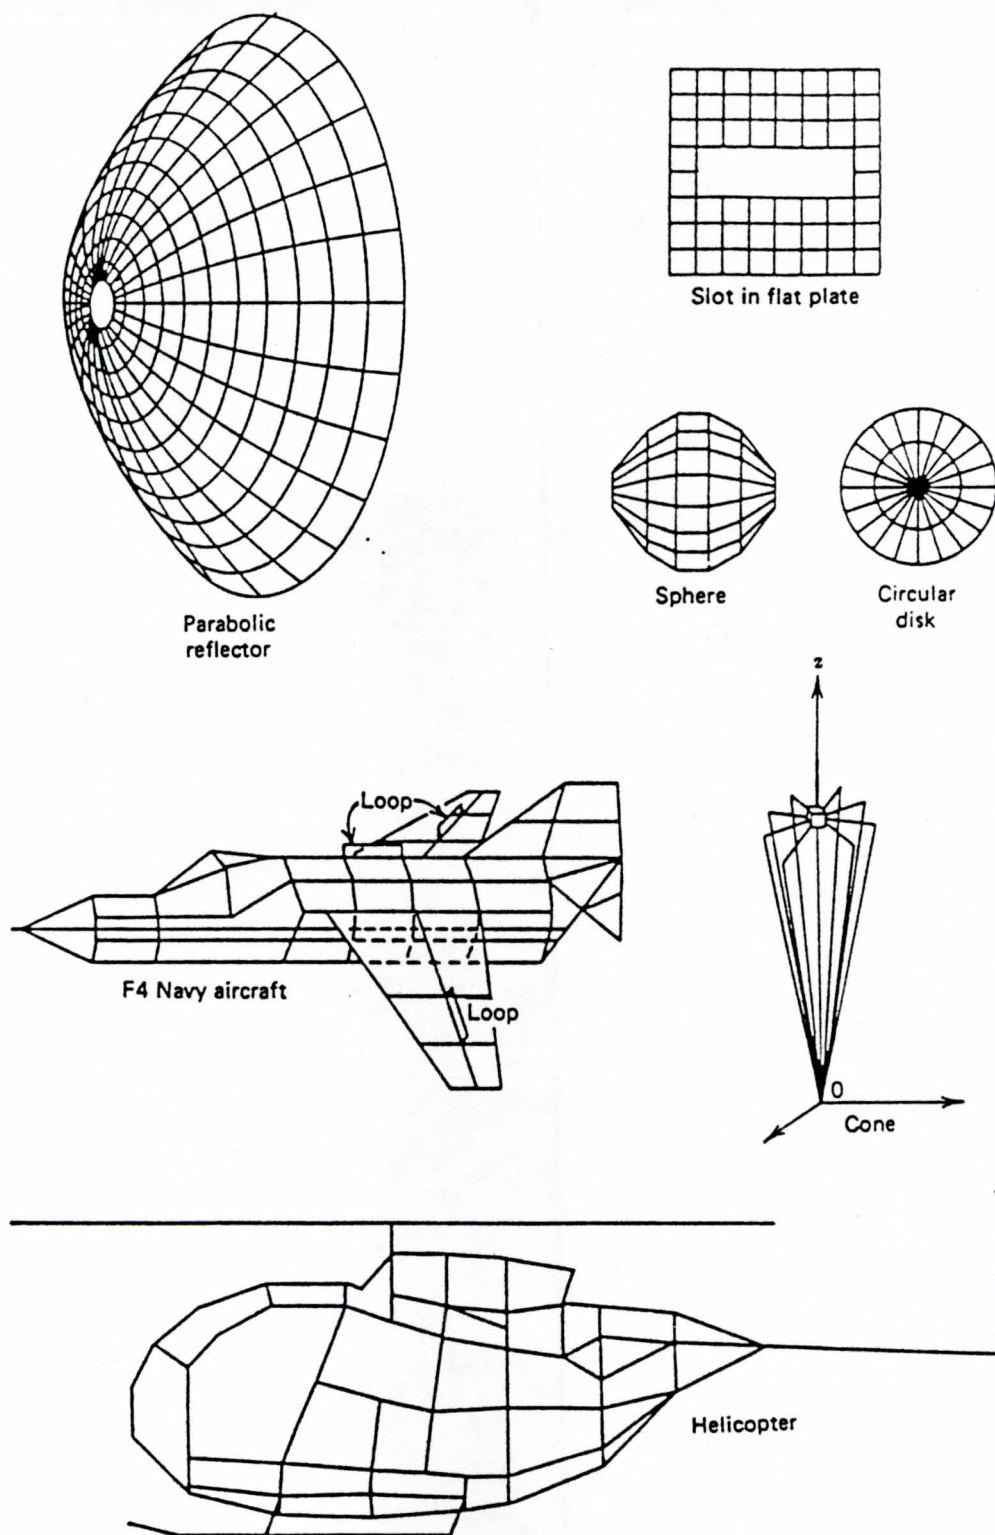 Slot in flat plate
Parabolic
reflector
Sphere
Circular
disk
z
Loop
F4 Navy aircraft
Loop
0
Cone
Helicopter